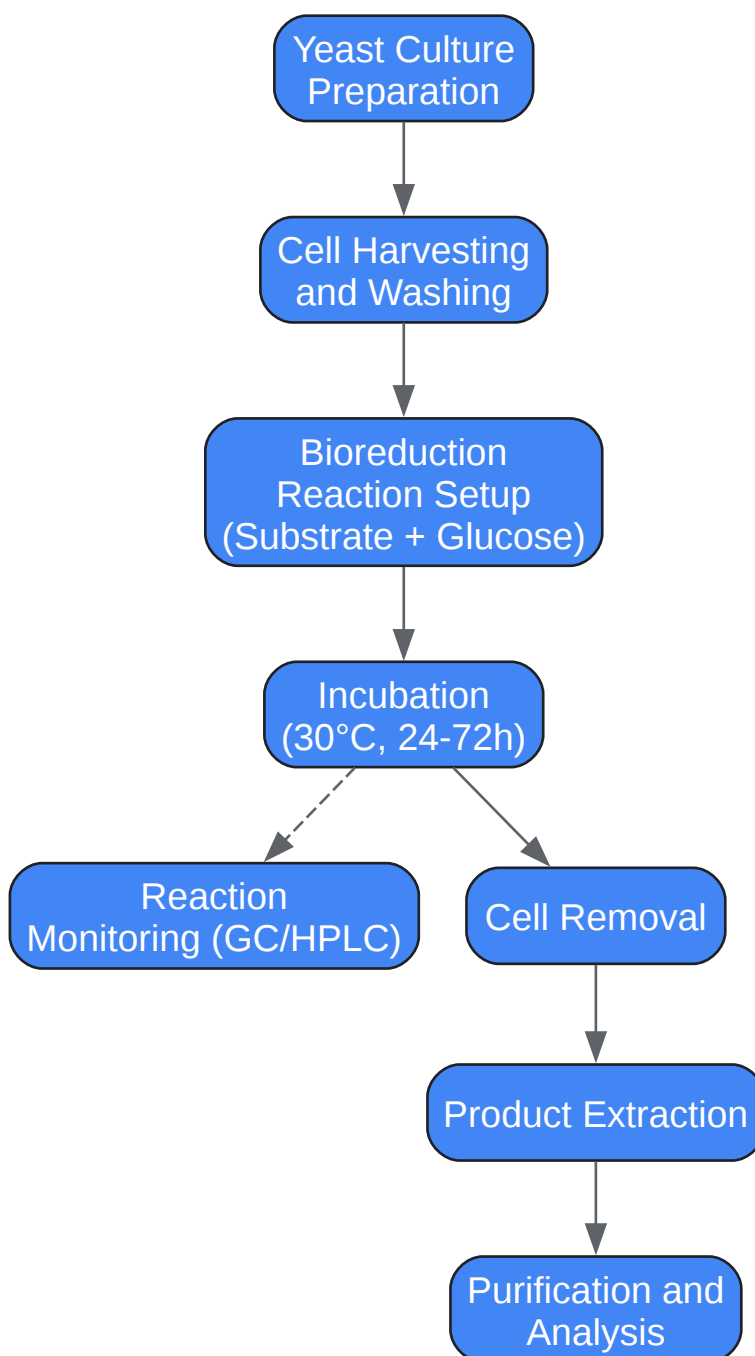 Yeast Culture
Preparation
Cell Harvesting
and Washing
Bioreduction
Reaction Setup
(Substrate + Glucose)
Incubation
(30°C, 24-72h)
Reaction
Monitoring (GC/HPLC)
Cell Removal
Product Extraction
Purification and
Analysis